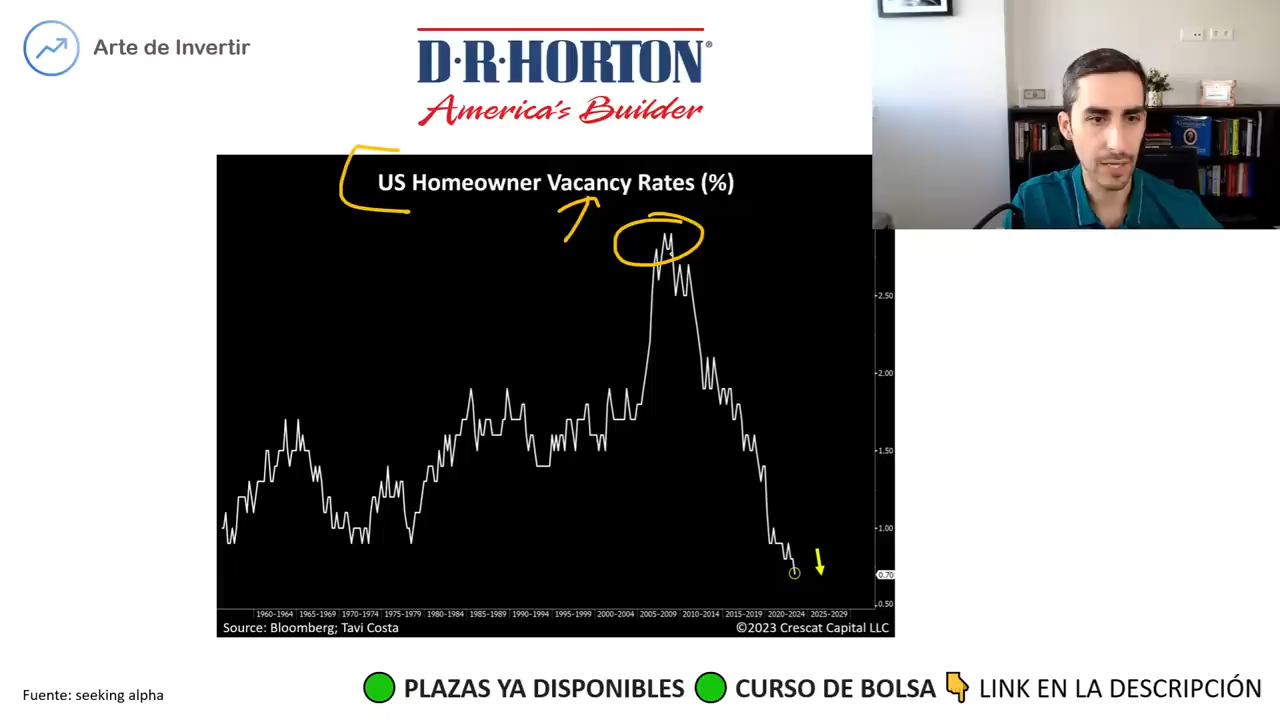 Arte de Invertir
D·R·HORTON®
America's Builder
US Homeowner Vacancy Rates (%)
2.50
2.00
1.50
1.00
0.70
0.50
1960-1964 1965-1969 1970-1974 1975-1979 1980-1984 1985-1989 1990-1994 1995-1999 2000-2004 2005-2009 2010-2014 2015-2019 2020-2024 2025-2029
Source: Bloomberg; Tavi Costa ©2023 Crescat Capital LLC
Fuente: seeking alpha
PLAZAS YA DISPONIBLES CURSO DE BOLSA LINK EN LA DESCRIPCIÓN